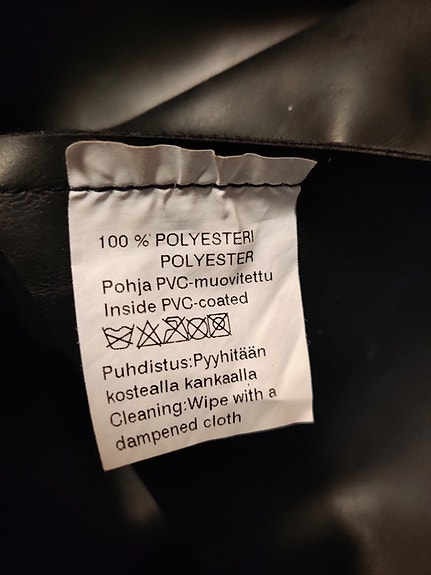 100 % POLYESTERI
POLYESTER
Pohja PVC-muovitettu
Inside PVC-coated
Puhdistus:Pyyhitään
kostealla kankaalla
Cleaning:Wipe with a
dampened cloth